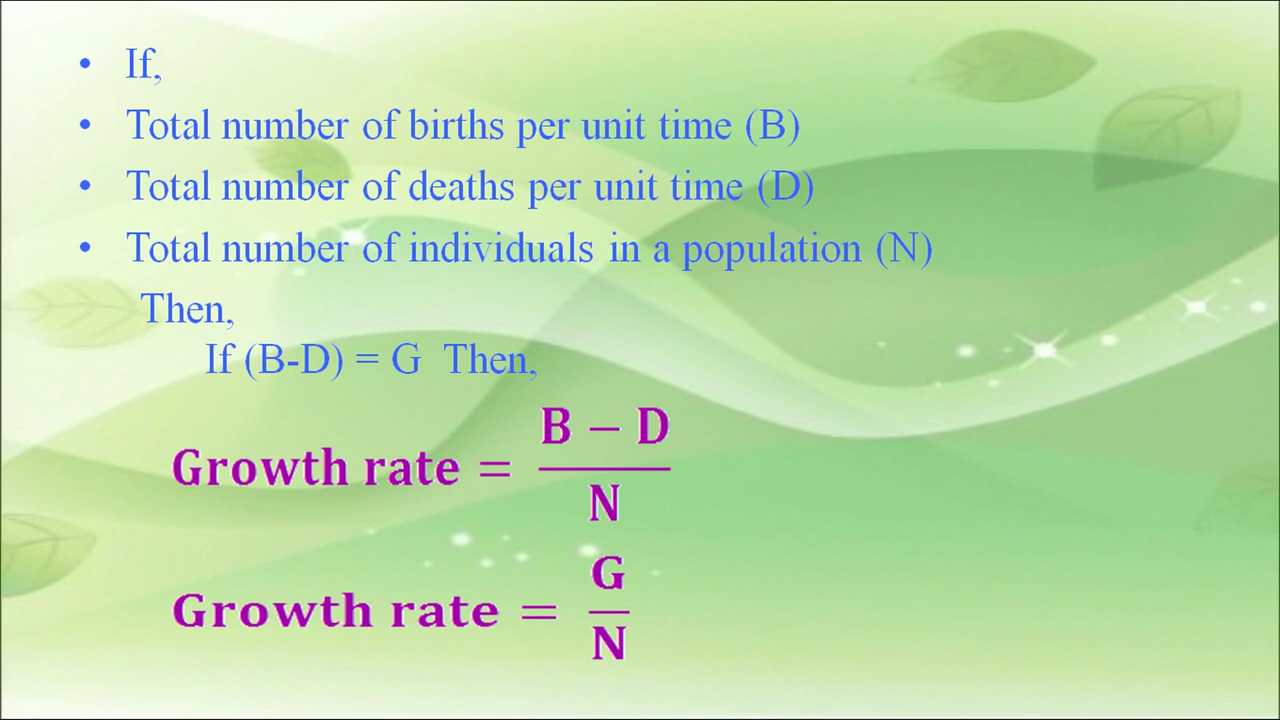 • If,
• Total number of births per unit time (B)
• Total number of deaths per unit time (D)
• Total number of individuals in a population (N)
Then,
If (B-D) = G Then,
Growth rate = B − D / N
Growth rate = G / N